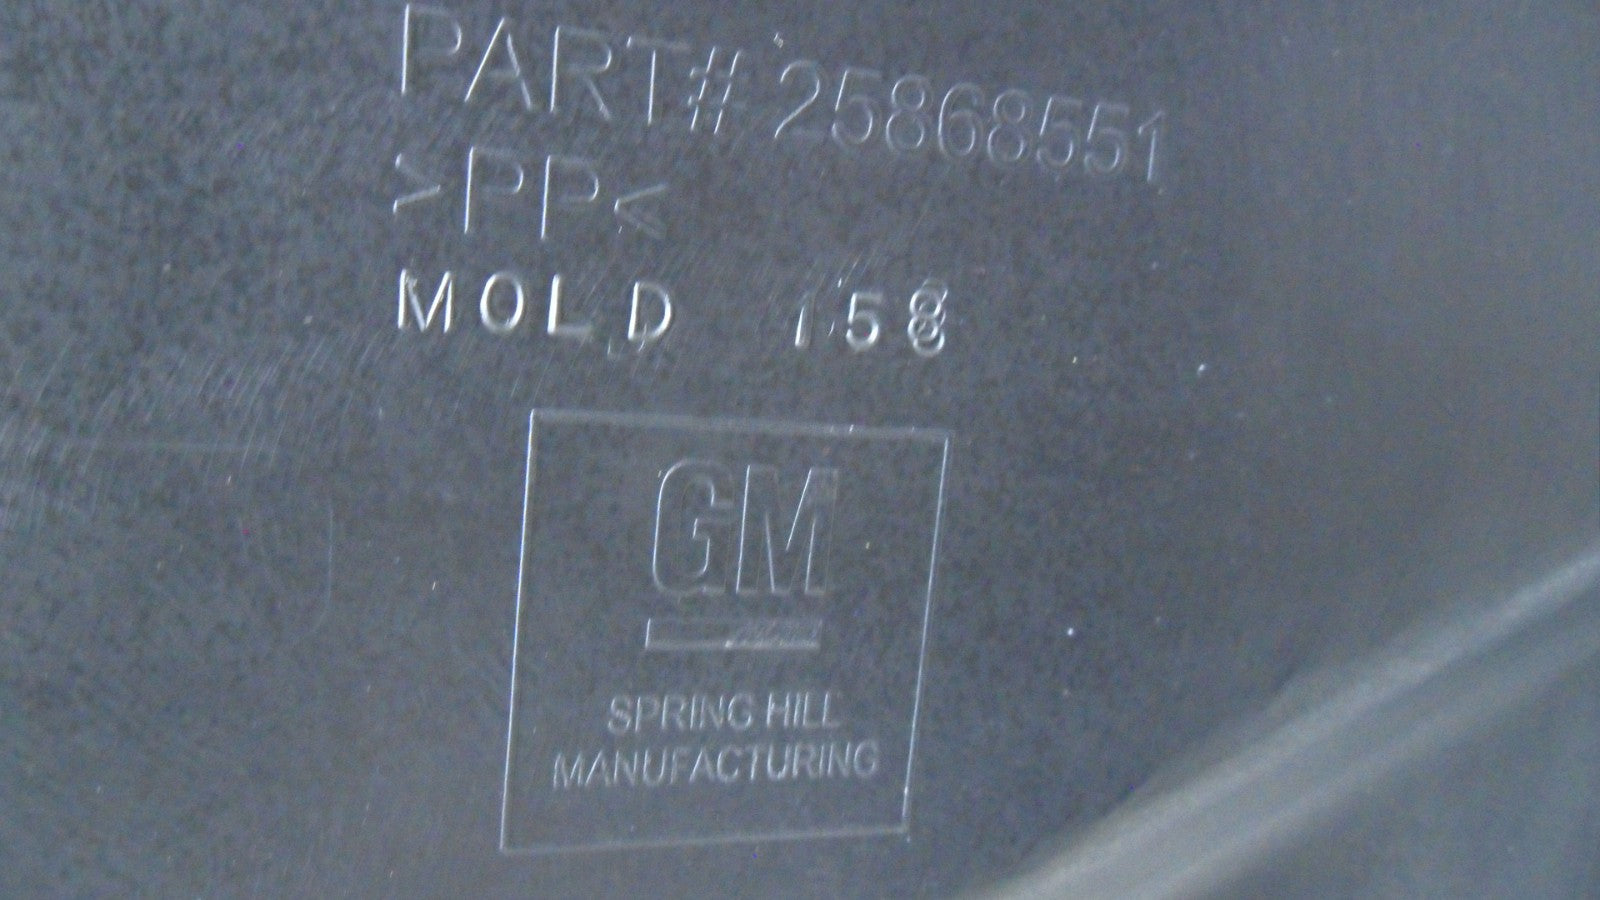 PART# 25868551
>PP<
MOLD 158
GM
SPRING HILL
MANUFACTURING